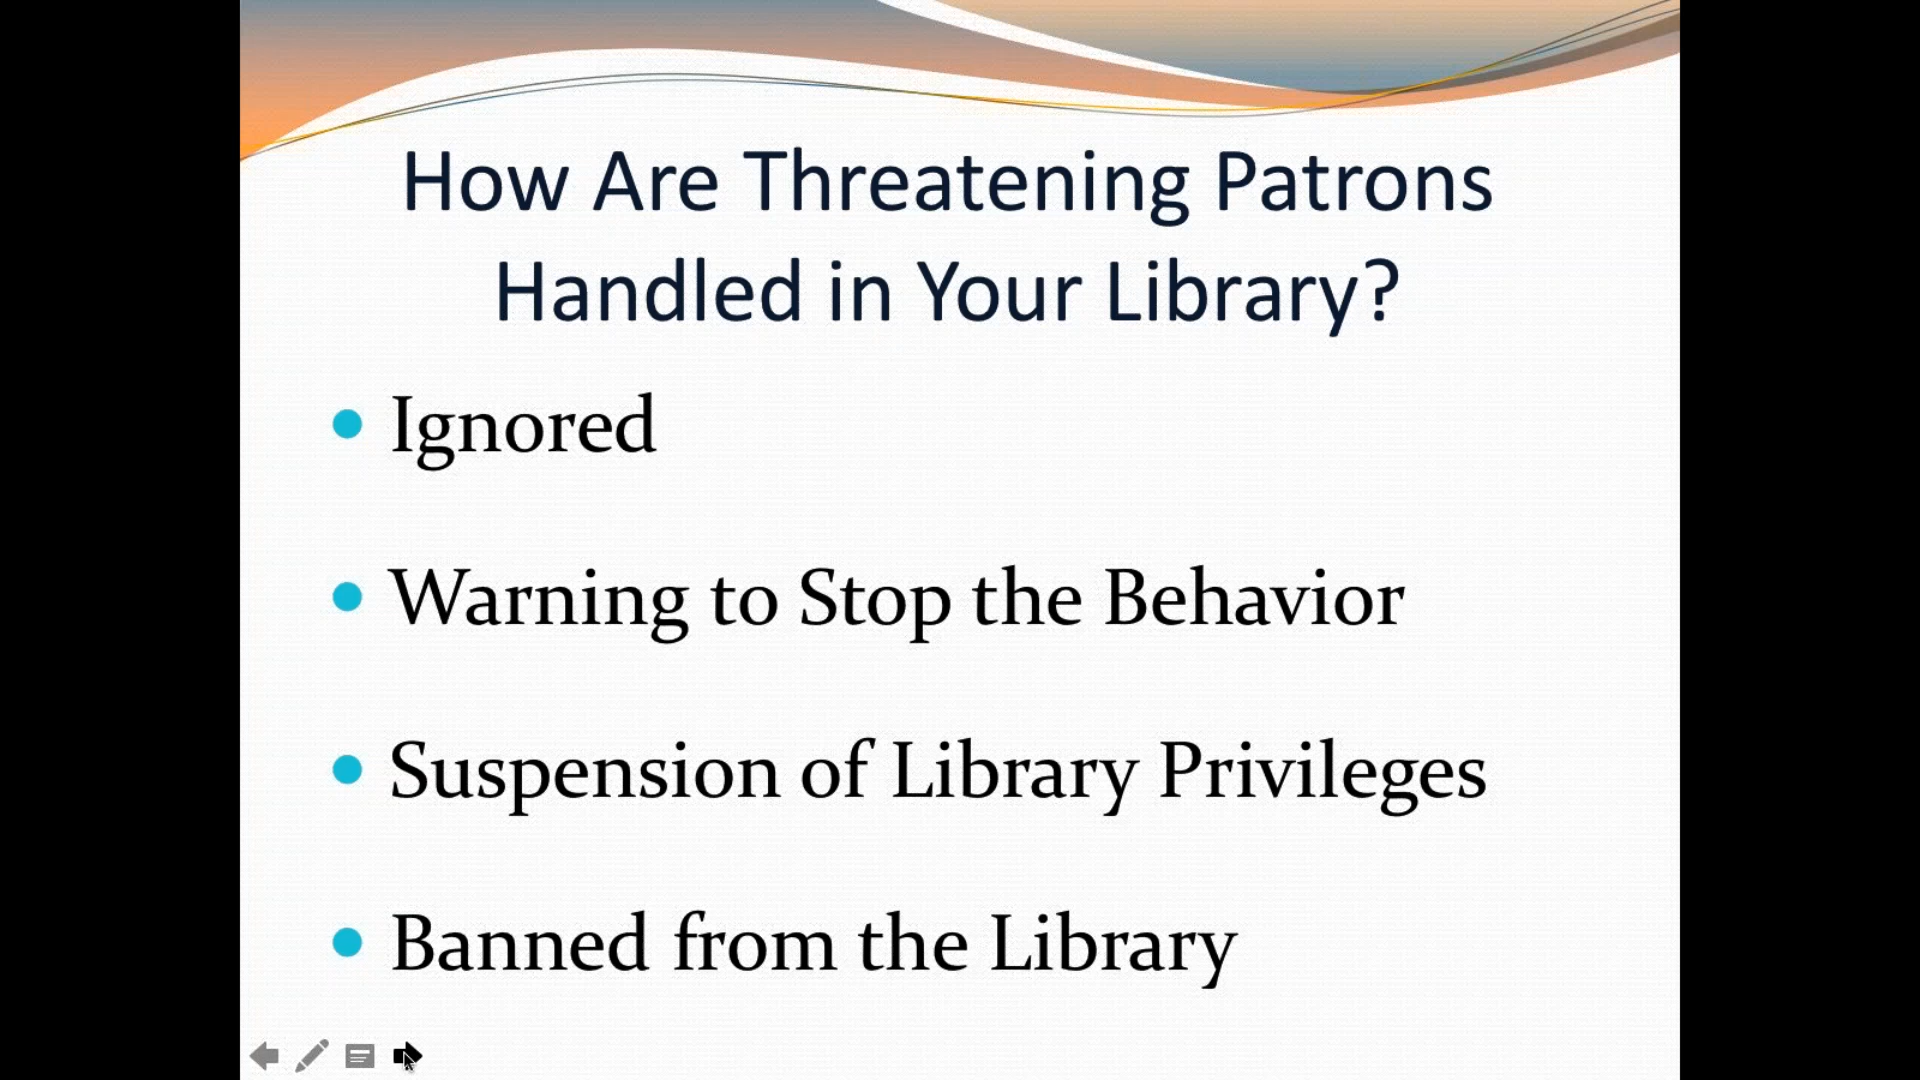 How Are Threatening Patrons
Handled in Your Library?
• Ignored
• Warning to Stop the Behavior
• Suspension of Library Privileges
• Banned from the Library